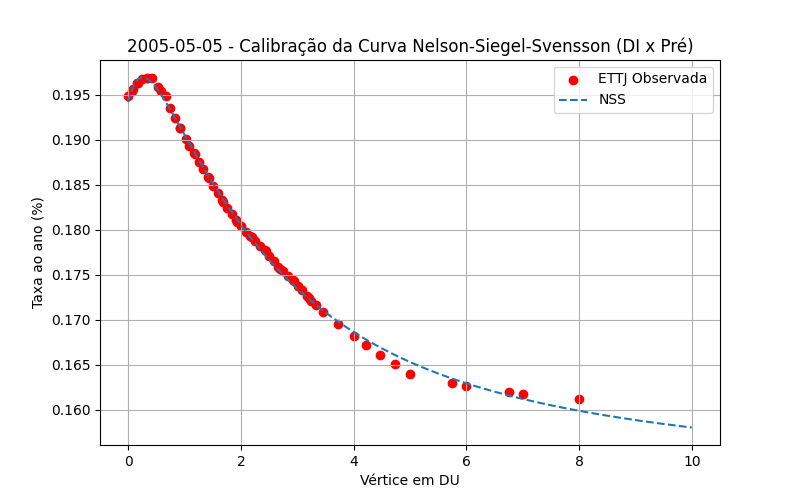 2005-05-05 - Calibração da Curva Nelson-Siegel-Svensson (DI x Pré)
ETTJ Observada
NSS
Taxa ao ano (%)
0.195
0.190
0.185
0.180
0.175
0.170
0.165
0.160
0 2 4 6 8 10
Vértice em DU